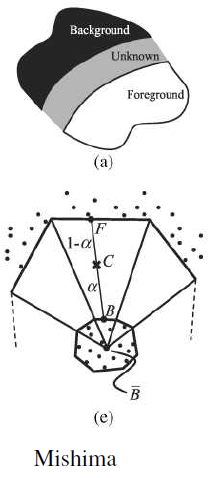 Background
Unknown
Foreground
(a)
F
1-α
C
α
B
B̄
(e)
Mishima